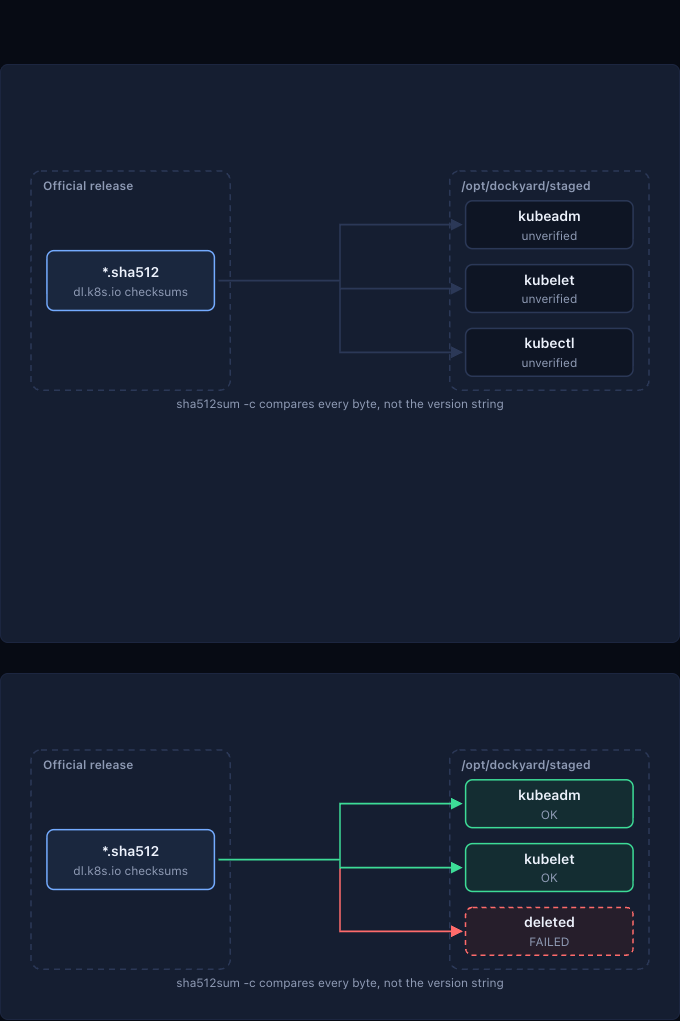 Official release
*.sha512
dl.k8s.io checksums
/opt/dockyard/staged
kubeadm
unverified
kubelet
unverified
kubectl
unverified
sha512sum -c compares every byte, not the version string
Official release
*.sha512
dl.k8s.io checksums
/opt/dockyard/staged
kubeadm
OK
kubelet
OK
deleted
FAILED
sha512sum -c compares every byte, not the version string